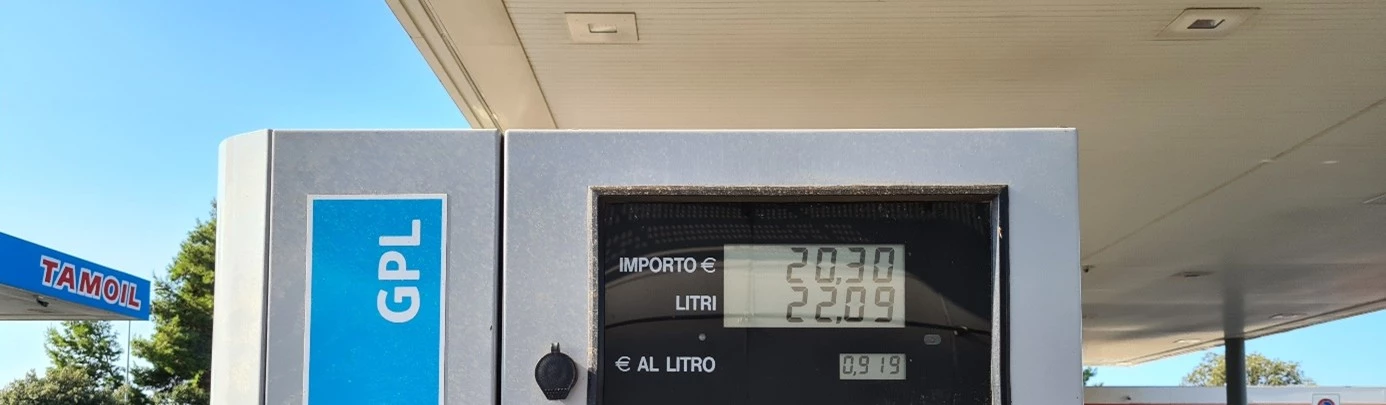 TAMOIL
GPL
IMPORTO € 20,30
LITRI 22,09
€ AL LITRO 0,919